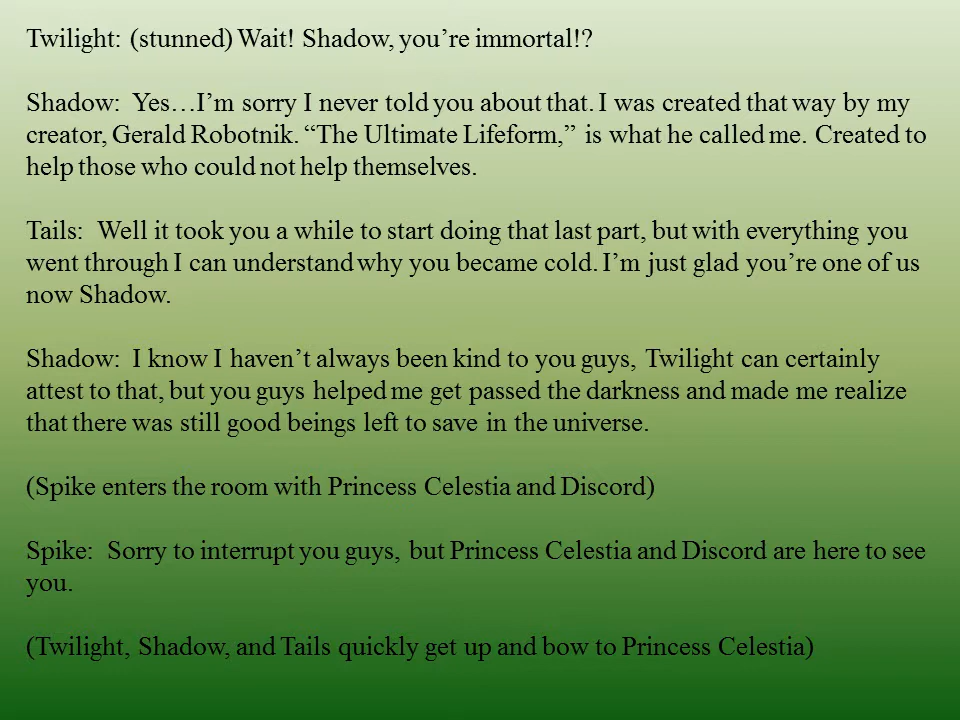 Twilight: (stunned) Wait! Shadow, you’re immortal!?
Shadow:  Yes…I’m sorry I never told you about that. I was created that way by my
creator, Gerald Robotnik. “The Ultimate Lifeform,” is what he called me. Created to
help those who could not help themselves.
Tails:  Well it took you a while to start doing that last part, but with everything you
went through I can understand why you became cold. I’m just glad you’re one of us
now Shadow.
Shadow:  I know I haven’t always been kind to you guys, Twilight can certainly
attest to that, but you guys helped me get passed the darkness and made me realize
that there was still good beings left to save in the universe.
(Spike enters the room with Princess Celestia and Discord)
Spike:  Sorry to interrupt you guys, but Princess Celestia and Discord are here to see
you.
(Twilight, Shadow, and Tails quickly get up and bow to Princess Celestia)